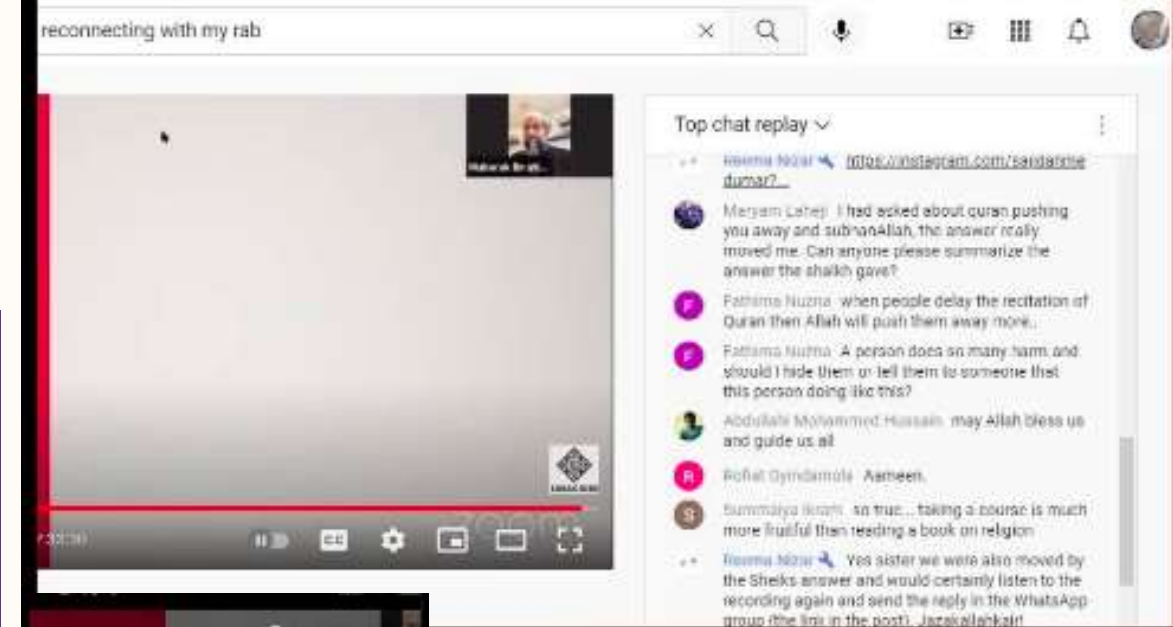 reconnecting with my rab
Top chat replay
Reema Nizar
dumar?...
I had asked about quran pushing
you away and subhanAllah, the answer really
moved me. Can anyone please summarize the
answer the shaikh gave?
Fathima Nuzna when people delay the recitation of
Quran then Allah will push them away more..
F
Fathima Nuzna A person does so many harm and
F
should I hide them or tell them to someone that
this person doing like this?
Abdullahi Mohammed Hussain may Allah bless us
and guide us all
R
Aameen.
S
Summaiya Ikram so true... taking a course is much
more fruitful than reading a book on religion
Reema Nizar Yes sister we were also moved by
the Sheiks answer and would certainly listen to the
recording again and send the reply in the WhatsApp
group (the link in the post). Jazakallahkair!
zoom
CC